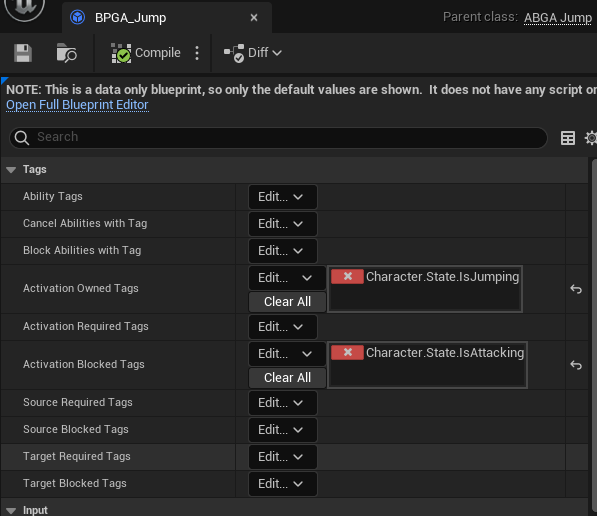 BPGA_Jump
Parent class: ABGA Jump
Compile
Diff
NOTE: This is a data only blueprint, so only the default values are shown. It does not have any script
Open Full Blueprint Editor
Search
Tags
Ability Tags Edit...
Cancel Abilities with Tag Edit...
Block Abilities with Tag Edit...
Activation Owned Tags Edit... Clear All Character.State.IsJumping
Activation Required Tags Edit...
Activation Blocked Tags Edit... Clear All Character.State.IsAttacking
Source Required Tags Edit...
Source Blocked Tags Edit...
Target Required Tags Edit...
Target Blocked Tags Edit...
Input